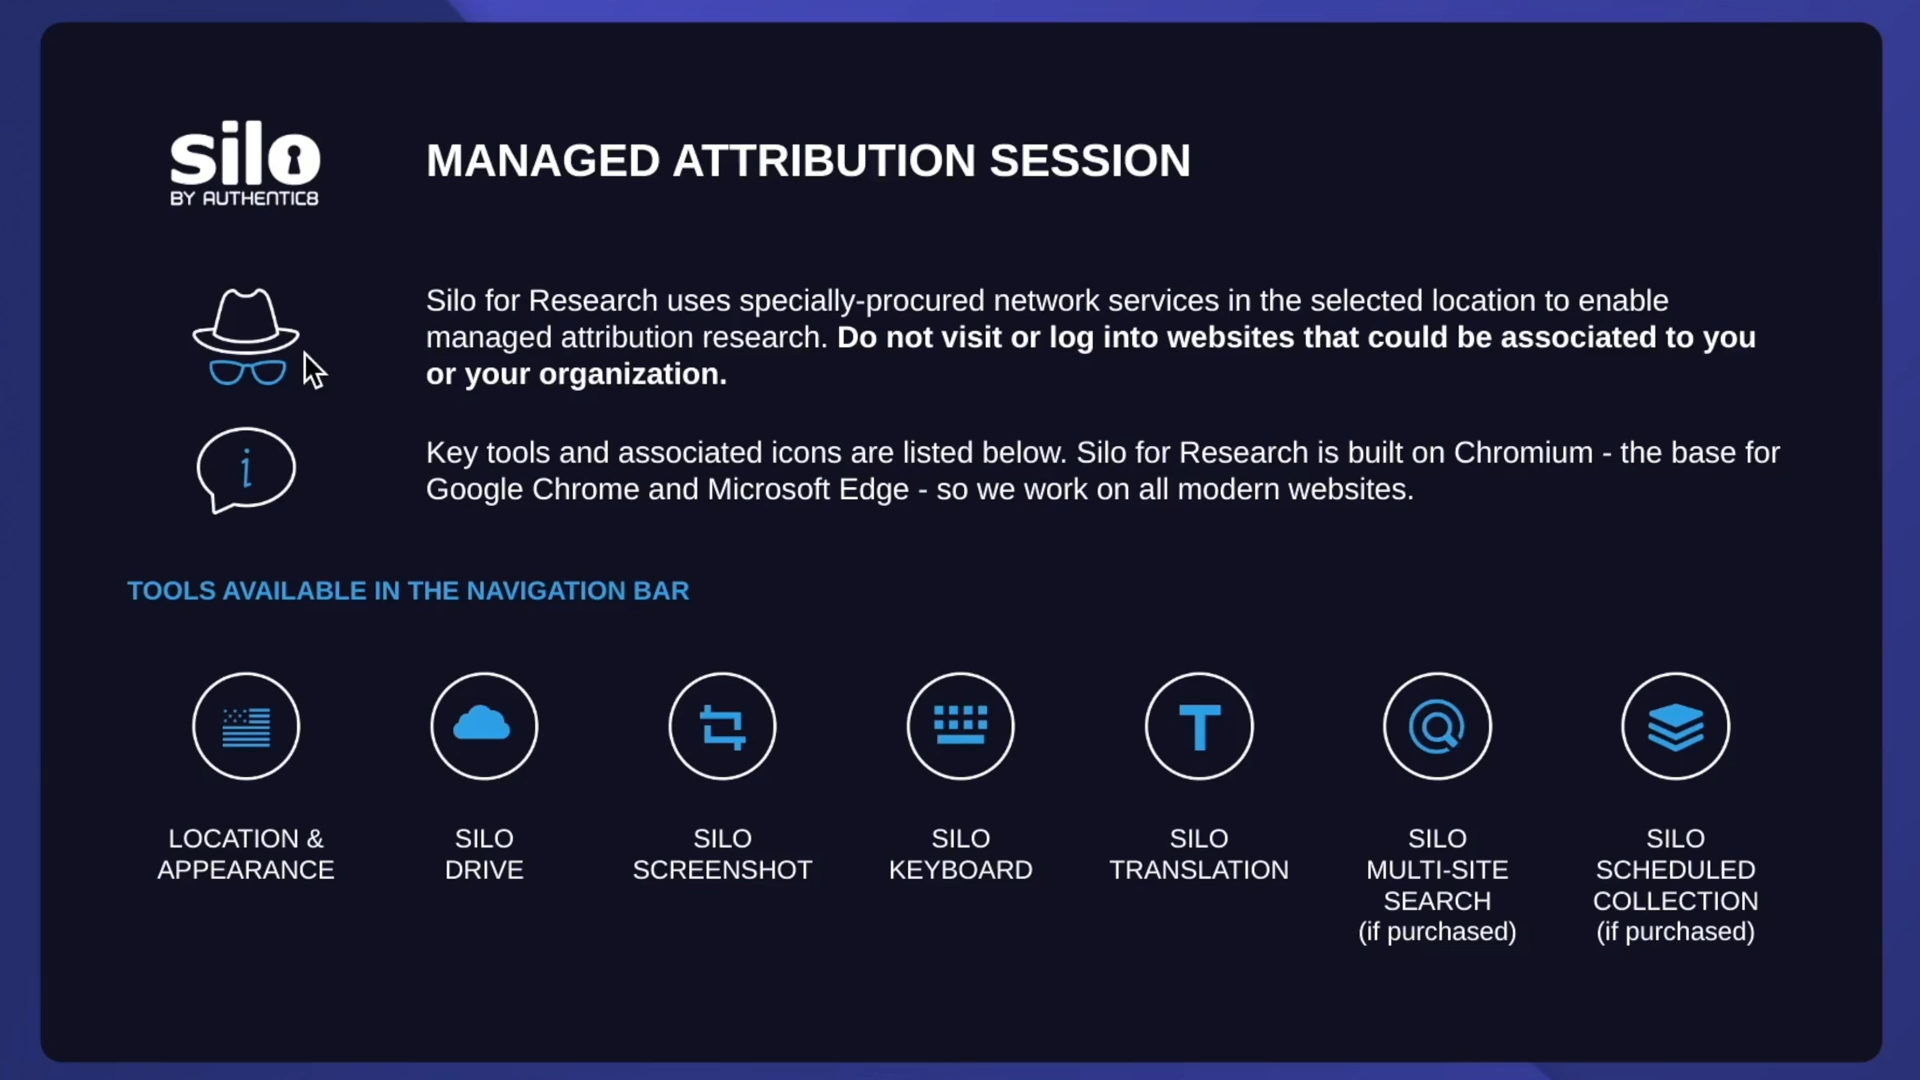 silo
BY AUTHENTIC8
MANAGED ATTRIBUTION SESSION
Silo for Research uses specially-procured network services in the selected location to enable
managed attribution research. Do not visit or log into websites that could be associated to you
or your organization.
i
Key tools and associated icons are listed below. Silo for Research is built on Chromium - the base for
Google Chrome and Microsoft Edge - so we work on all modern websites.
TOOLS AVAILABLE IN THE NAVIGATION BAR
T
LOCATION &
APPEARANCE
SILO
DRIVE
SILO
SCREENSHOT
SILO
KEYBOARD
SILO
TRANSLATION
SILO
MULTI-SITE
SEARCH
(if purchased)
SILO
SCHEDULED
COLLECTION
(if purchased)